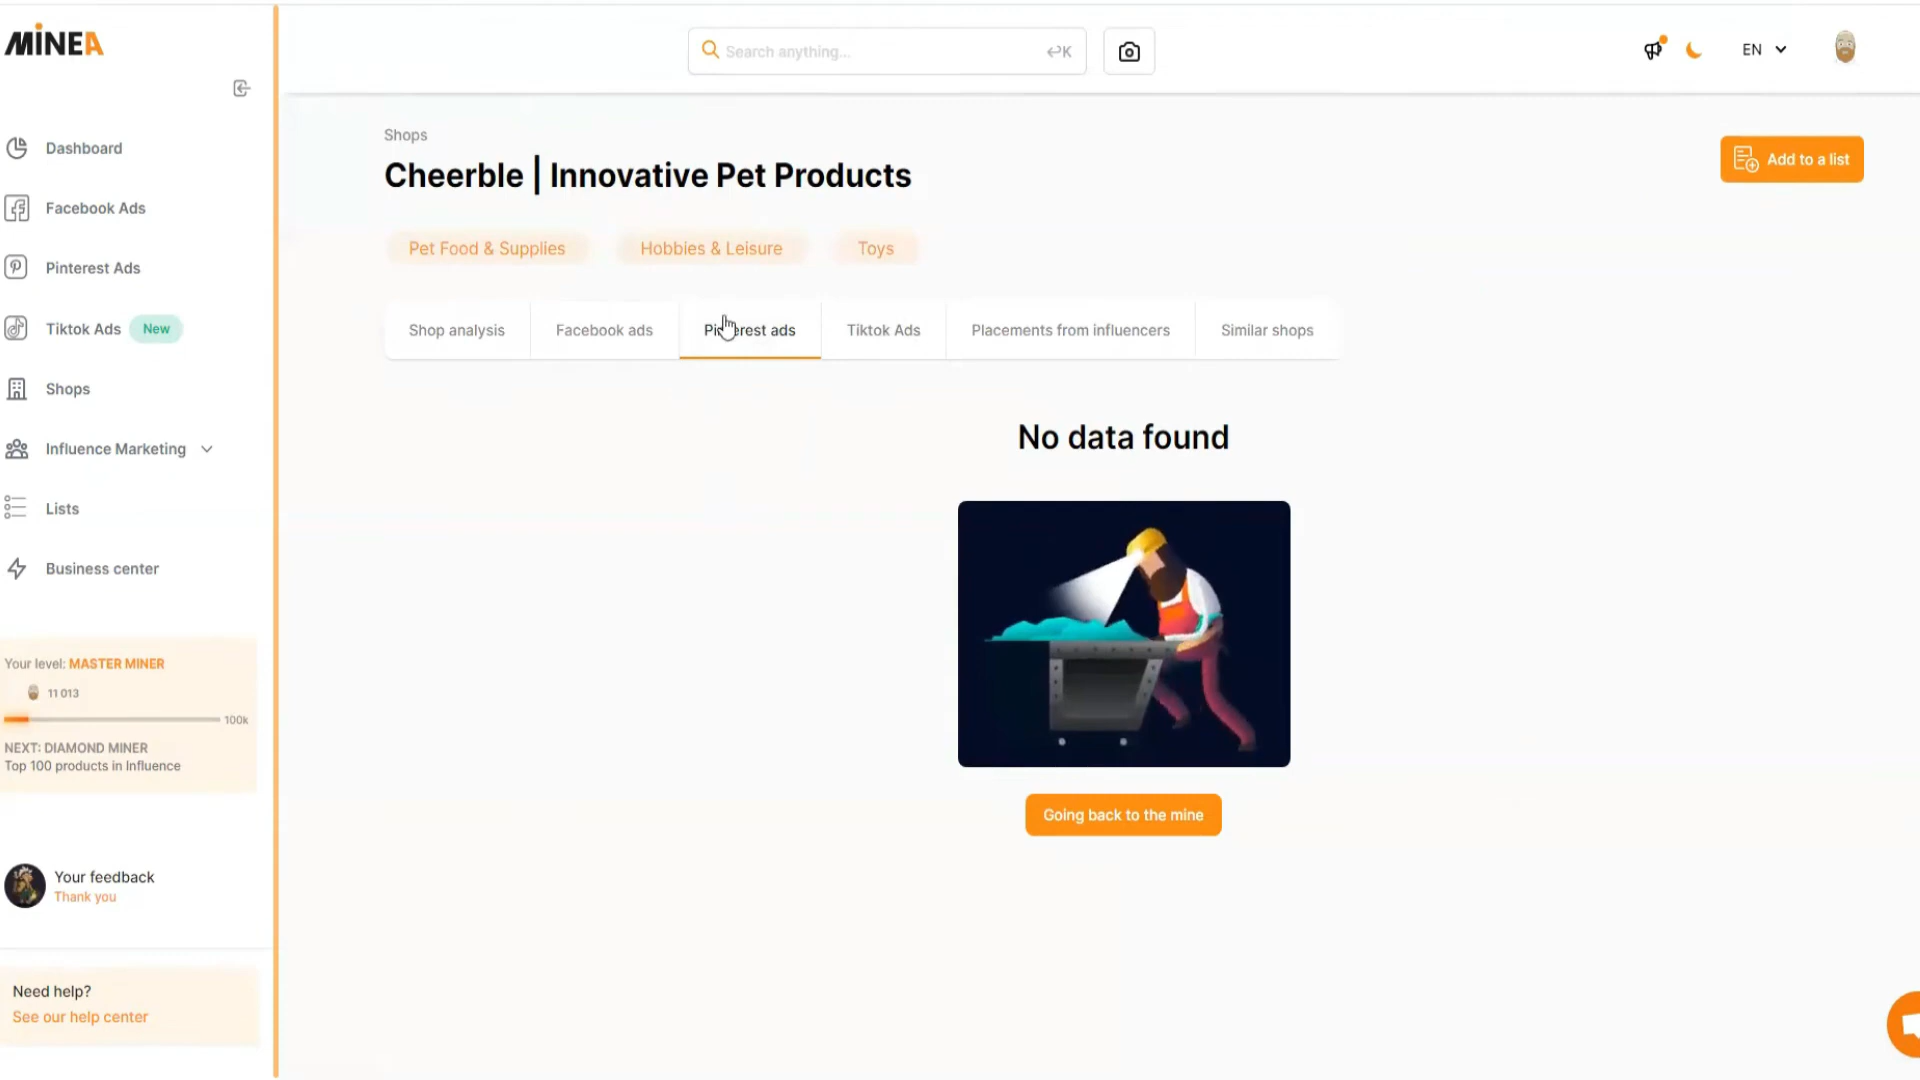 MINEA
Search anything...
K
EN
Dashboard
Facebook Ads
Pinterest Ads
Tiktok Ads New
Shops
Influence Marketing
Lists
Business center
Your level: MASTER MINER
11 013
100k
NEXT: DIAMOND MINER
Top 100 products in Influence
Your feedback
Thank you
Need help?
See our help center
Shops
Cheerble | Innovative Pet Products
Add to a list
Pet Food & Supplies Hobbies & Leisure Toys
Shop analysis Facebook ads Pinterest ads Tiktok Ads Placements from influencers Similar shops
No data found
Going back to the mine